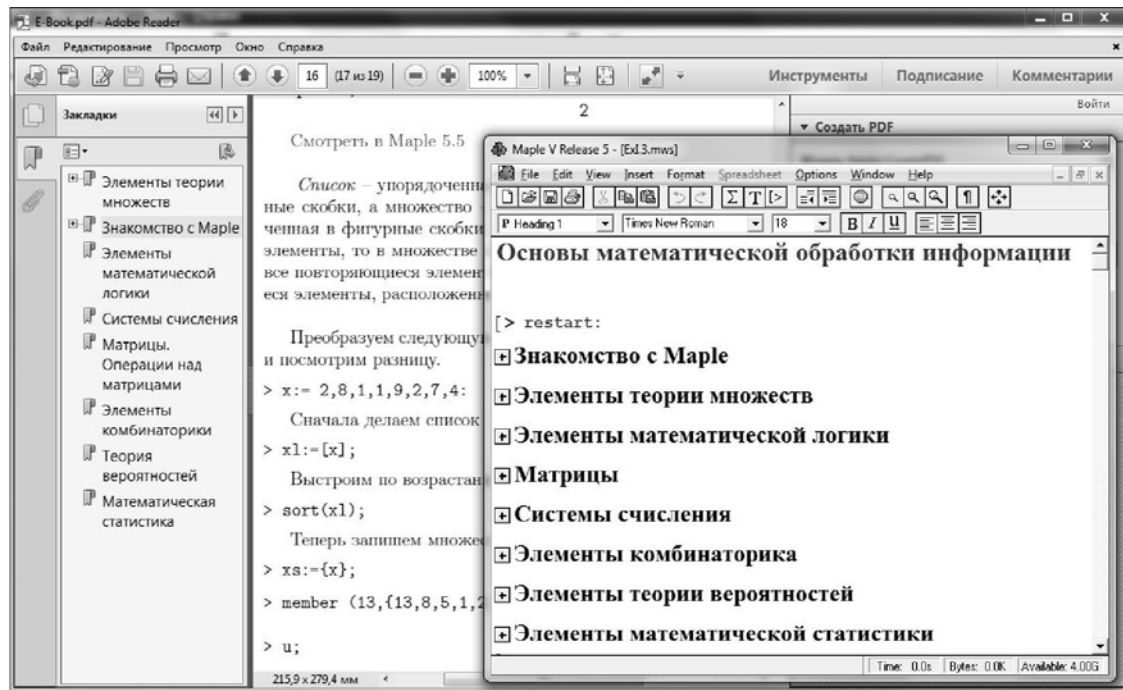 E-Book.pdf - Adobe Reader
Файл Редактирование Просмотр Окно Справка
16 (17 из 19) 100% Инструменты Подписание Комментарии
Войти
Закладки
Элементы теории
множеств
Знакомство с Maple
Элементы
математической
логики
Системы счисления
Матрицы.
Операции над
матрицами
Элементы
комбинаторики
Теория
вероятностей
Математическая
статистика
2
Смотреть в Maple 5.5
Список – упорядоченн
ные скобки, а множество
ченная в фигурные скобки
элементы, то в множестве
все повторяющиеся элемен
еся элементы, расположенн
Преобразуем следующую
и посмотрим разницу.
> x:= 2,8,1,1,9,2,7,4:
Сначала делаем список
> xl:=[x];
Выстроим по возрастан
> sort(xl);
Теперь запишем множес
> xs:={x};
> member (13,{13,8,5,1,2
> u;
215,9 x 279,4 мм
Создать PDF
Maple V Release 5 - [ExI.3.mws]
File Edit View Insert Format Spreadsheet Options Window Help
P Heading 1 Times New Roman 18 B I U
Основы математической обработки информации
[> restart:
Знакомство с Maple
Элементы теории множеств
Элементы математической логики
Матрицы
Системы счисления
Элементы комбинаторика
Элементы теории вероятностей
Элементы математической статистики
Time: 0.0s Bytes: 0.0K Available: 4.00G